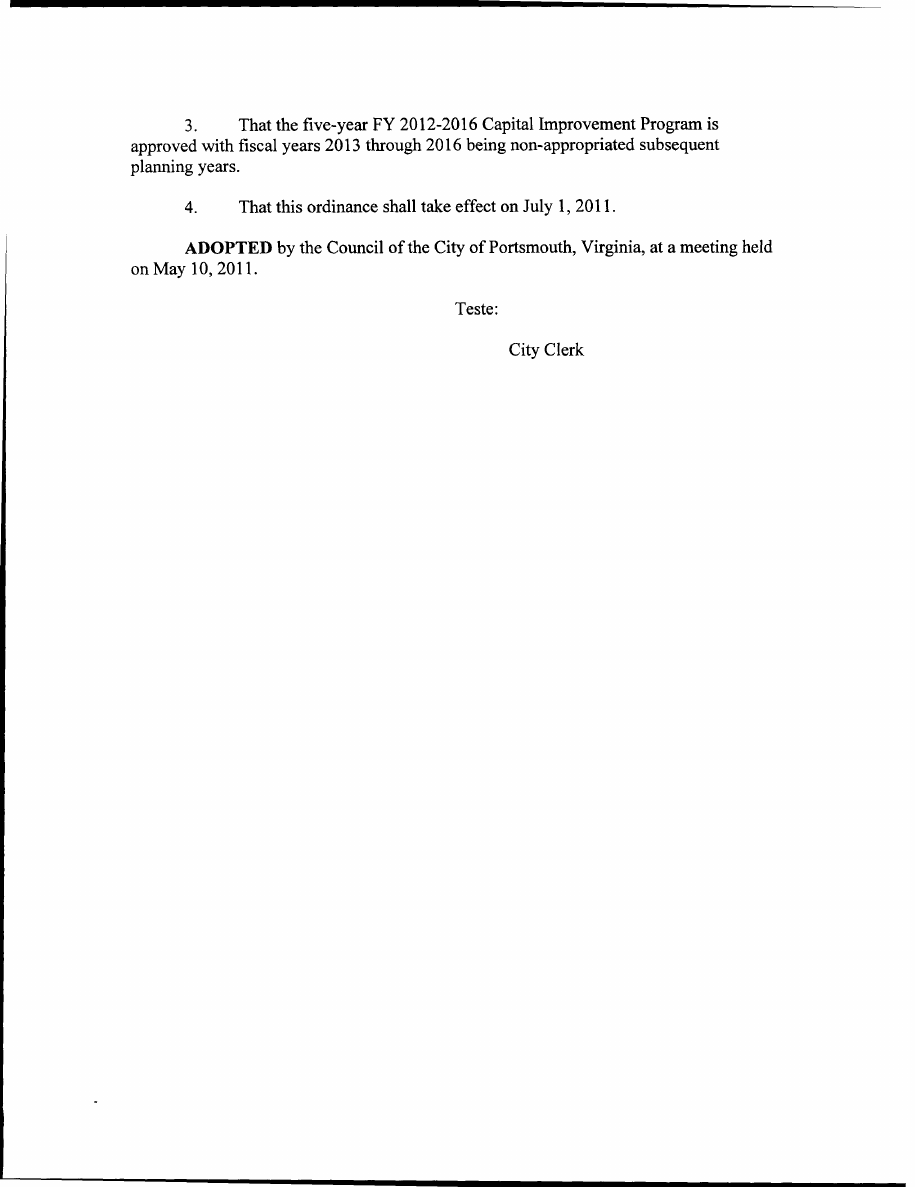 3. That the five-year FY 2012-2016 Capital Improvement Program is
approved with fiscal years 2013 through 2016 being non-appropriated subsequent
planning years.
4. That this ordinance shall take effect on July 1, 2011.
ADOPTED by the Council of the City of Portsmouth, Virginia, at a meeting held
on May 10, 2011.
Teste:
City Clerk